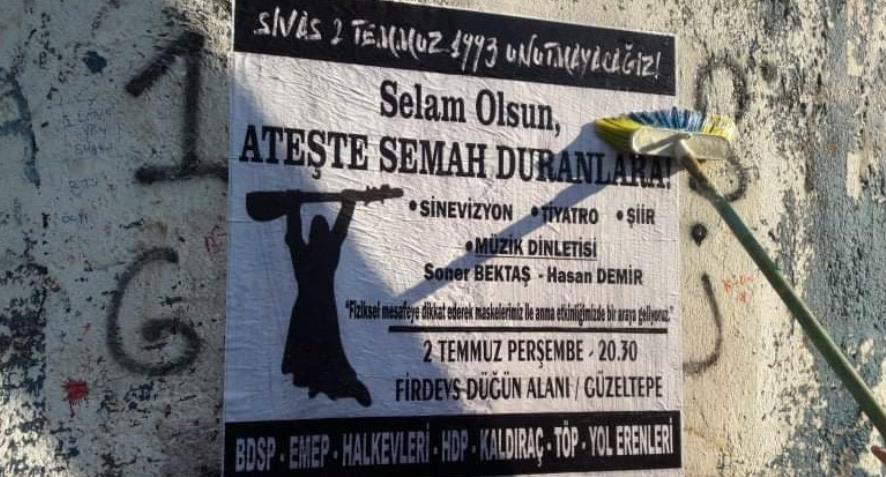 SİVAS 2 TEMMUZ 1993 UNUTMAYACAĞIZ!
Selam Olsun,
ATEŞTE SEMAH DURANLARA!
•SİNEVİZYON •TİYATRO •ŞİİR
•MÜZİK DİNLETİSİ
Soner BEKTAŞ - Hasan DEMİR
"Fiziksel mesafeye dikkat ederek maskelerimiz ile anma etkinliğimizde bir araya geliyoruz."
2 TEMMUZ PERŞEMBE - 20.30
FİRDEVS DÜĞÜN ALANI / GÜZELTEPE
BDSP - EMEP - HALKEVLERİ - HDP - KALDIRAÇ - TÖP - YOL ERENLERİ
1
G